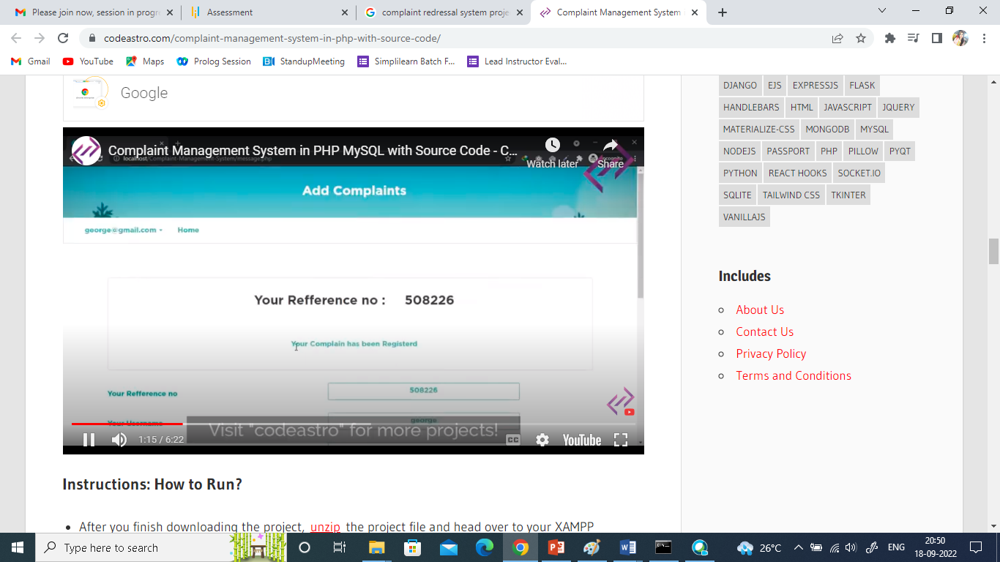 Please join now, session in progr
Assessment
complaint redressal system proje
Complaint Management System i
codeastro.com/complaint-management-system-in-php-with-source-code/
Gmail
YouTube
Maps
Prolog Session
StandupMeeting
Simplilearn Batch F...
Lead Instructor Eval...
Google
Complaint Management System in PHP MySQL with Source Code - C...
Watch later
Share
localhost/Complaint-Management-System/message.php
Incognito
Add Complaints
george@gmail.com
Home
Your Refference no : 508226
Your Complain has been Registerd
Your Refference no
508226
Your Username
george
Visit "codeastro" for more projects!
1:15 / 6:22
CC
YouTube
Instructions: How to Run?
After you finish downloading the project, unzip the project file and head over to your XAMPP
DJANGO EJS EXPRESSJS FLASK
HANDLEBARS HTML JAVASCRIPT JQUERY
MATERIALIZE-CSS MONGODB MYSQL
NODEJS PASSPORT PHP PILLOW PYQT
PYTHON REACT HOOKS SOCKET.IO
SQLITE TAILWIND CSS TKINTER
VANILLAJS
Includes
About Us
Contact Us
Privacy Policy
Terms and Conditions
Type here to search
26°C
ENG
20:50
18-09-2022